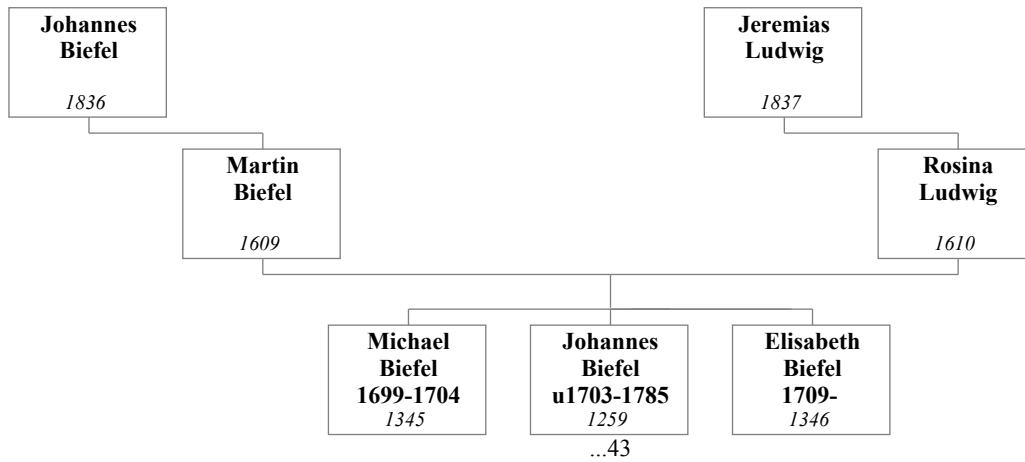 Johannes
Biefel
1836
Jeremias
Ludwig
1837
Martin
Biefel
1609
Rosina
Ludwig
1610
Michael
Biefel
1699-1704
1345
Johannes
Biefel
u1703-1785
1259
...43
Elisabeth
Biefel
1709-
1346